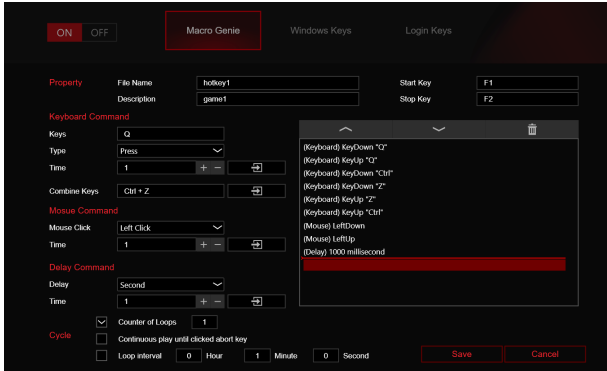 ON OFF Macro Genie Windows Keys Login Keys
Property File Name hotkey1 Start Key F1
Description game1 Stop Key F2
Keyboard Command
Keys Q
Type Press
Time 1 + −
Combine Keys Ctrl + Z
Mosue Command
Mouse Click Left Click
Time 1 + −
Delay Command
Delay Second
Time 1 + −
(Keyboard) KeyDown "Q"
(Keyboard) KeyUp "Q"
(Keyboard) KeyDown "Ctrl"
(Keyboard) KeyDown "Z"
(Keyboard) KeyUp "Z"
(Keyboard) KeyUp "Ctrl"
(Mouse) LeftDown
(Mouse) LeftUp
(Delay) 1000 millisecond
Cycle
Counter of Loops 1
Continuous play until clicked abort key
Loop interval 0 Hour 1 Minute 0 Second
Save Cancel